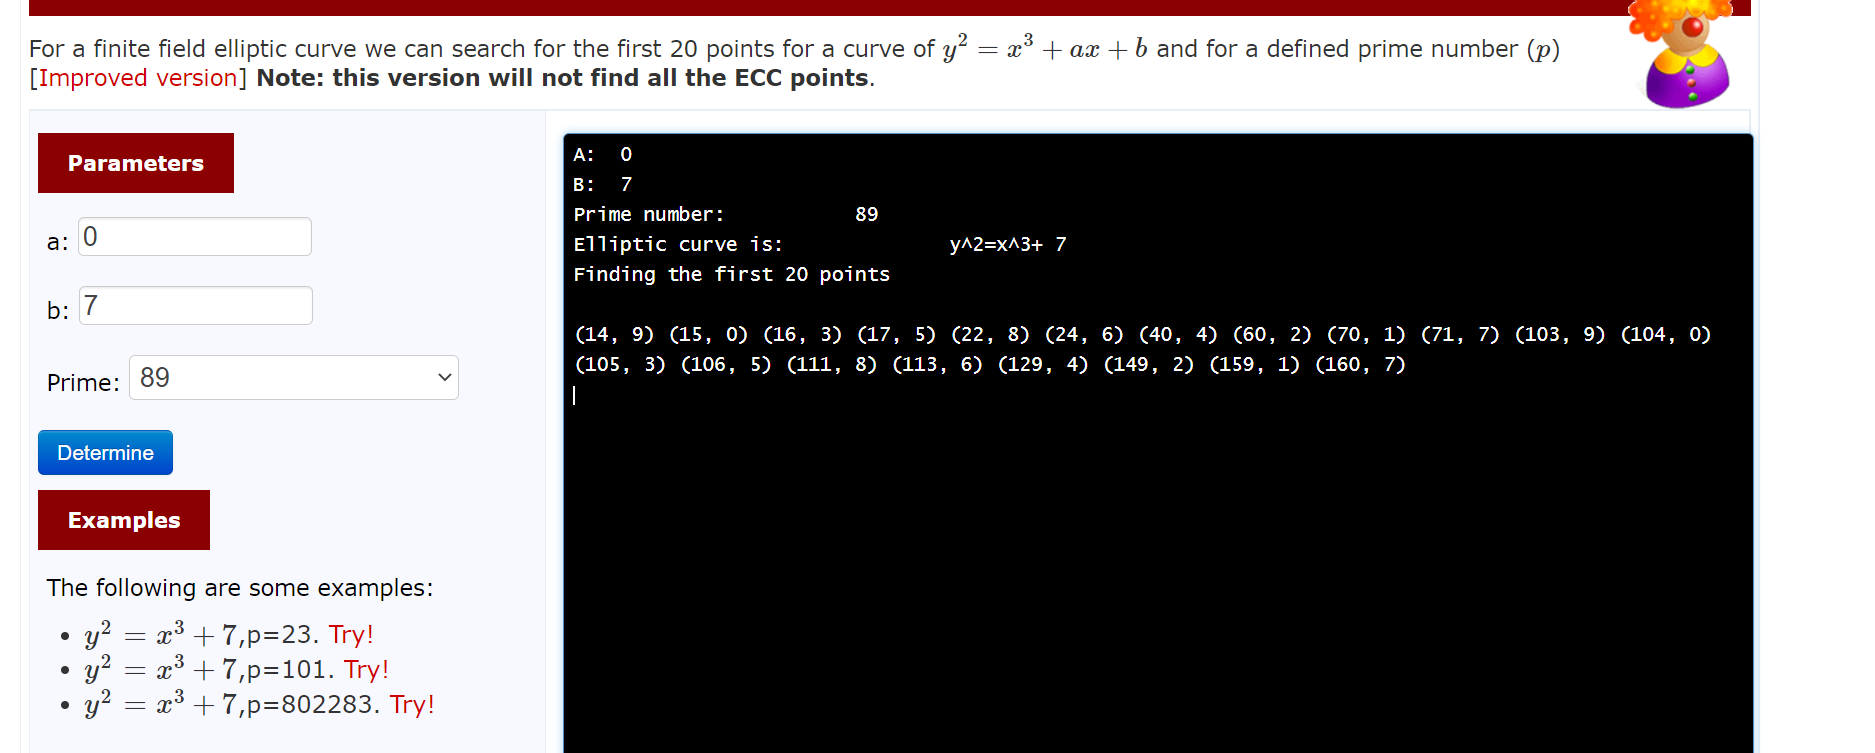 For a finite field elliptic curve we can search for the first 20 points for a curve of y² = x³ + ax + b and for a defined prime number (p)
[Improved version] Note: this version will not find all the ECC points.
Parameters
a: 0
b: 7
Prime: 89
Determine
Examples
The following are some examples:
• y² = x³ + 7,p=23. Try!
• y² = x³ + 7,p=101. Try!
• y² = x³ + 7,p=802283. Try!
A: 0
B: 7
Prime number: 89
Elliptic curve is: y^2=x^3+ 7
Finding the first 20 points
(14, 9) (15, 0) (16, 3) (17, 5) (22, 8) (24, 6) (40, 4) (60, 2) (70, 1) (71, 7) (103, 9) (104, 0)
(105, 3) (106, 5) (111, 8) (113, 6) (129, 4) (149, 2) (159, 1) (160, 7)